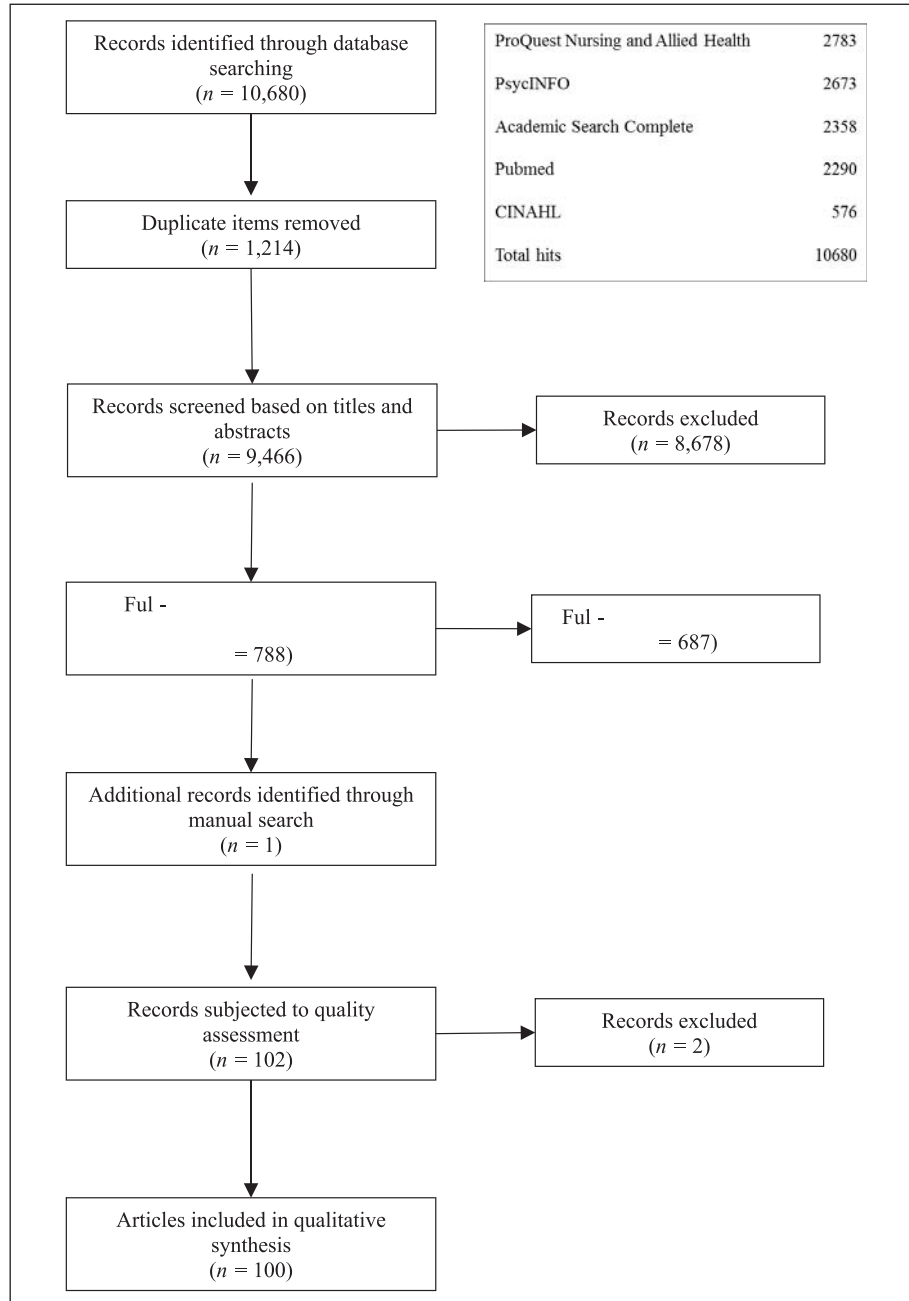 Records identified through database
searching
(n = 10,680)
ProQuest Nursing and Allied Health 2783
PsycINFO 2673
Academic Search Complete 2358
Pubmed 2290
CINAHL 576
Total hits 10680
Duplicate items removed
(n = 1,214)
Records screened based on titles and
abstracts
(n = 9,466)
Records excluded
(n = 8,678)
Ful -
= 788)
Ful -
= 687)
Additional records identified through
manual search
(n = 1)
Records subjected to quality
assessment
(n = 102)
Records excluded
(n = 2)
Articles included in qualitative
synthesis
(n = 100)